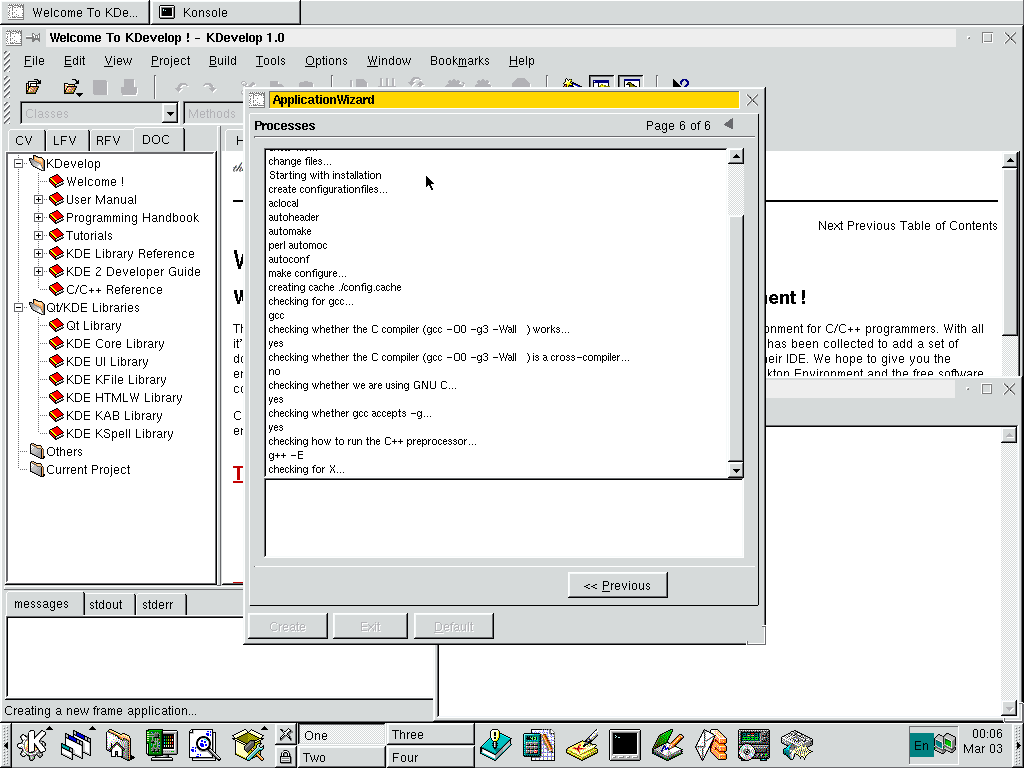 Welcome To KDe...
Konsole
Welcome To KDevelop ! - KDevelop 1.0
File Edit View Project Build Tools Options Window Bookmarks Help
Classes
Methods
ApplicationWizard
Processes
Page 6 of 6
CV LFV RFV DOC
KDevelop
Welcome !
User Manual
Programming Handbook
Tutorials
KDE Library Reference
KDE 2 Developer Guide
C/C++ Reference
Qt/KDE Libraries
Qt Library
KDE Core Library
KDE UI Library
KDE KFile Library
KDE HTMLW Library
KDE KAB Library
KDE KSpell Library
Others
Current Project
change files...
Starting with installation
create configurationfiles...
aclocal
autoheader
automake
perl automoc
autoconf
make configure...
creating cache ./config.cache
checking for gcc...
gcc
checking whether the C compiler (gcc -O0 -g3 -Wall ) works...
yes
checking whether the C compiler (gcc -O0 -g3 -Wall ) is a cross-compiler...
no
checking whether we are using GNU C...
yes
checking whether gcc accepts -g...
yes
checking how to run the C++ preprocessor...
g++ -E
checking for X...
Next Previous Table of Contents
ent !
onment for C/C++ programmers. With all
has been collected to add a set of
eir IDE. We hope to give you the
kton Environment and the free software
<< Previous
Create Exit Default
messages stdout stderr
Creating a new frame application...
One
Two
Three
Four
En
00:06
Mar 03